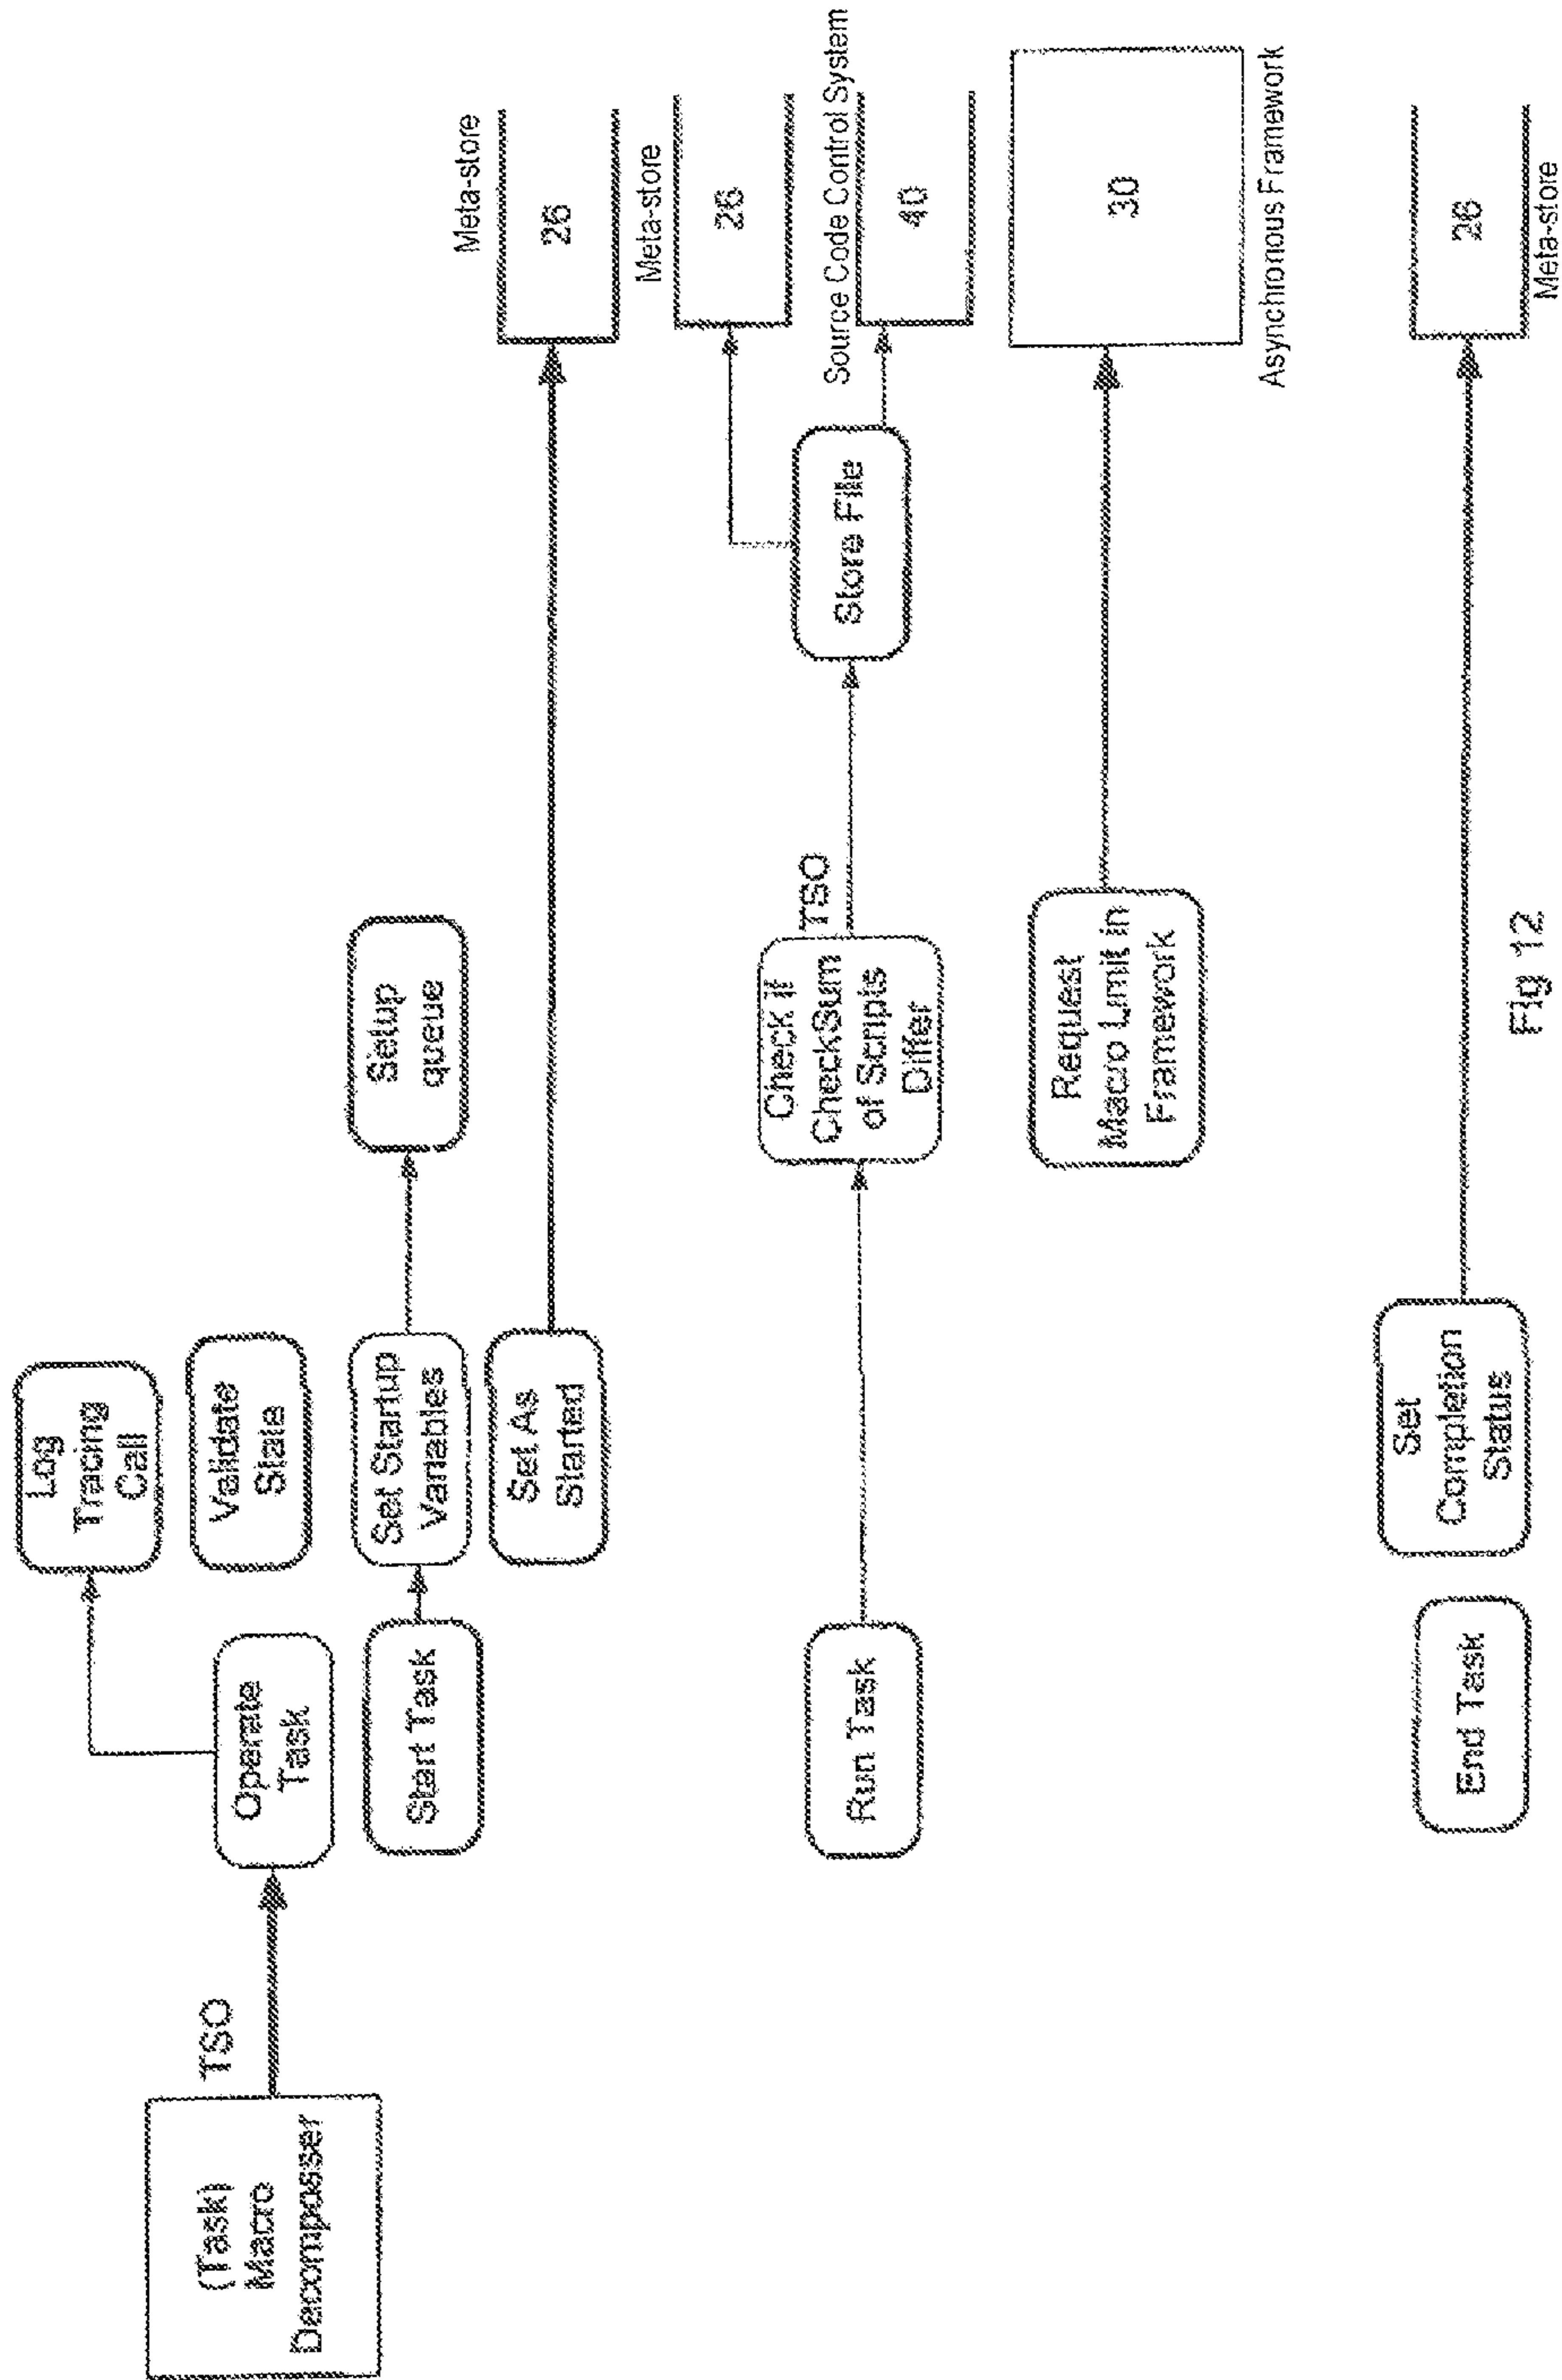 (Task)
Macro
Decomposser
TSO
Operate
Task
Log
Tracing
Call
Validate
State
Start Task
Set Startup
Variables
Setup
queue
Set As
Started
Meta-store
26
Run Task
Check if
CheckSum
of Scripts
Differ
TSO
Store File
Meta-store
26
Source Code Control System
40
Request
Macro Limit in
Framework
30
Asynchronous Framework
End Task
Set
Completion
Status
26
Meta-store
Fig 12